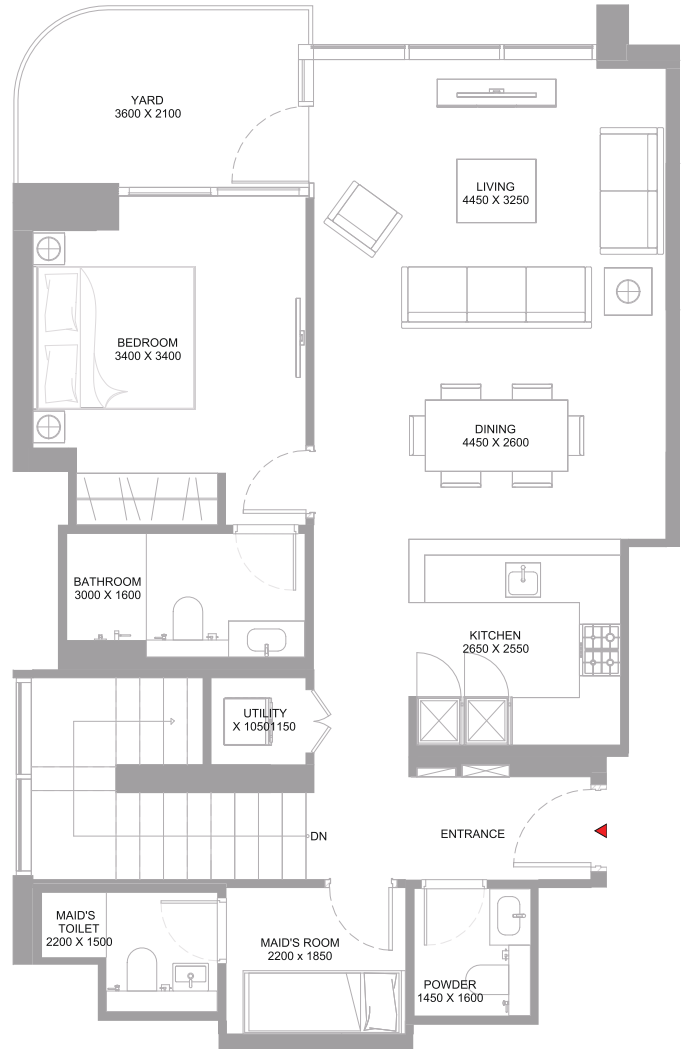 YARD
3600 X 2100
LIVING
4450 X 3250
BEDROOM
3400 X 3400
DINING
4450 X 2600
BATHROOM
3000 X 1600
KITCHEN
2650 X 2550
UTILITY
X 10501150
DN
ENTRANCE
MAID'S
TOILET
2200 X 1500
MAID'S ROOM
2200 x 1850
POWDER
1450 X 1600